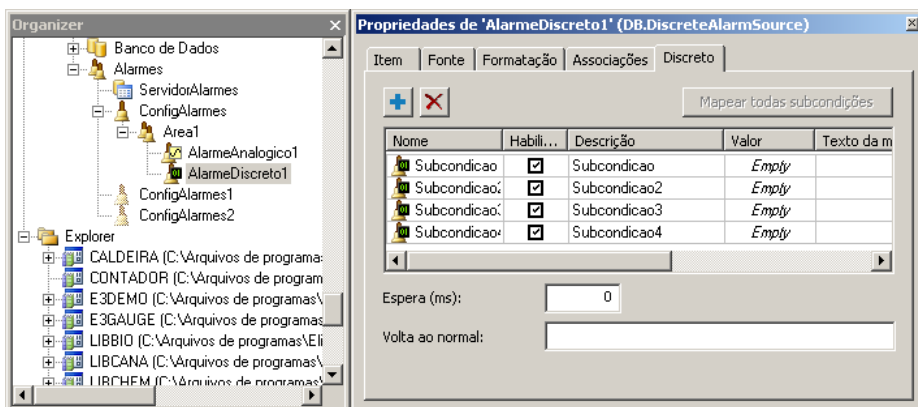 Organizer
Banco de Dados
Alarmes
ServidorAlarmes
ConfigAlarmes
Area1
AlarmeAnalogico1
AlarmeDiscreto1
ConfigAlarmes1
ConfigAlarmes2
Explorer
CALDEIRA (C:\Arquivos de programa
CONTADOR (C:\Arquivos de program
E3DEMO (C:\Arquivos de programas\
E3GAUGE (C:\Arquivos de programas
LIBBIO (C:\Arquivos de programas\Eli
LIBCANA (C:\Arquivos de programas\
LIBCHEM (C:\Arquivos de programas\
Propriedades de 'AlarmeDiscreto1' (DB.DiscreteAlarmSource)
Item Fonte Formatação Associações Discreto
Mapear todas subcondições
Nome Habili... Descrição Valor Texto da m
Subcondicao Subcondicao Empty
Subcondicao2 Subcondicao2 Empty
Subcondicao Subcondicao3 Empty
Subcondicao Subcondicao4 Empty
Espera (ms): 0
Volta ao normal: